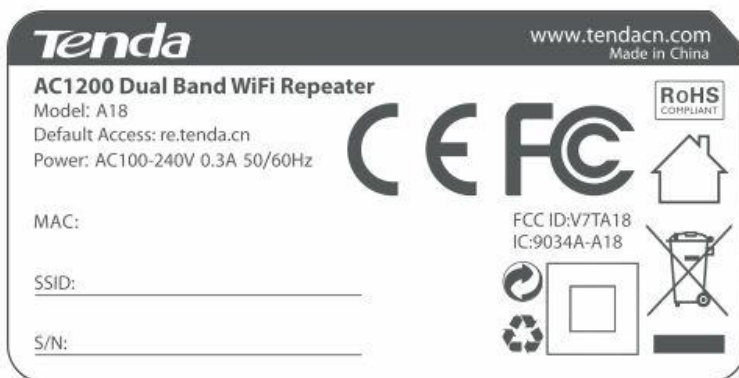 Tenda
www.tendacn.com
Made in China
AC1200 Dual Band WiFi Repeater
Model: A18
Default Access: re.tenda.cn
Power: AC100-240V 0.3A 50/60Hz
CE FC
RoHS
COMPLIANT
MAC:
FCC ID:V7TA18
IC:9034A-A18
SSID:
S/N: